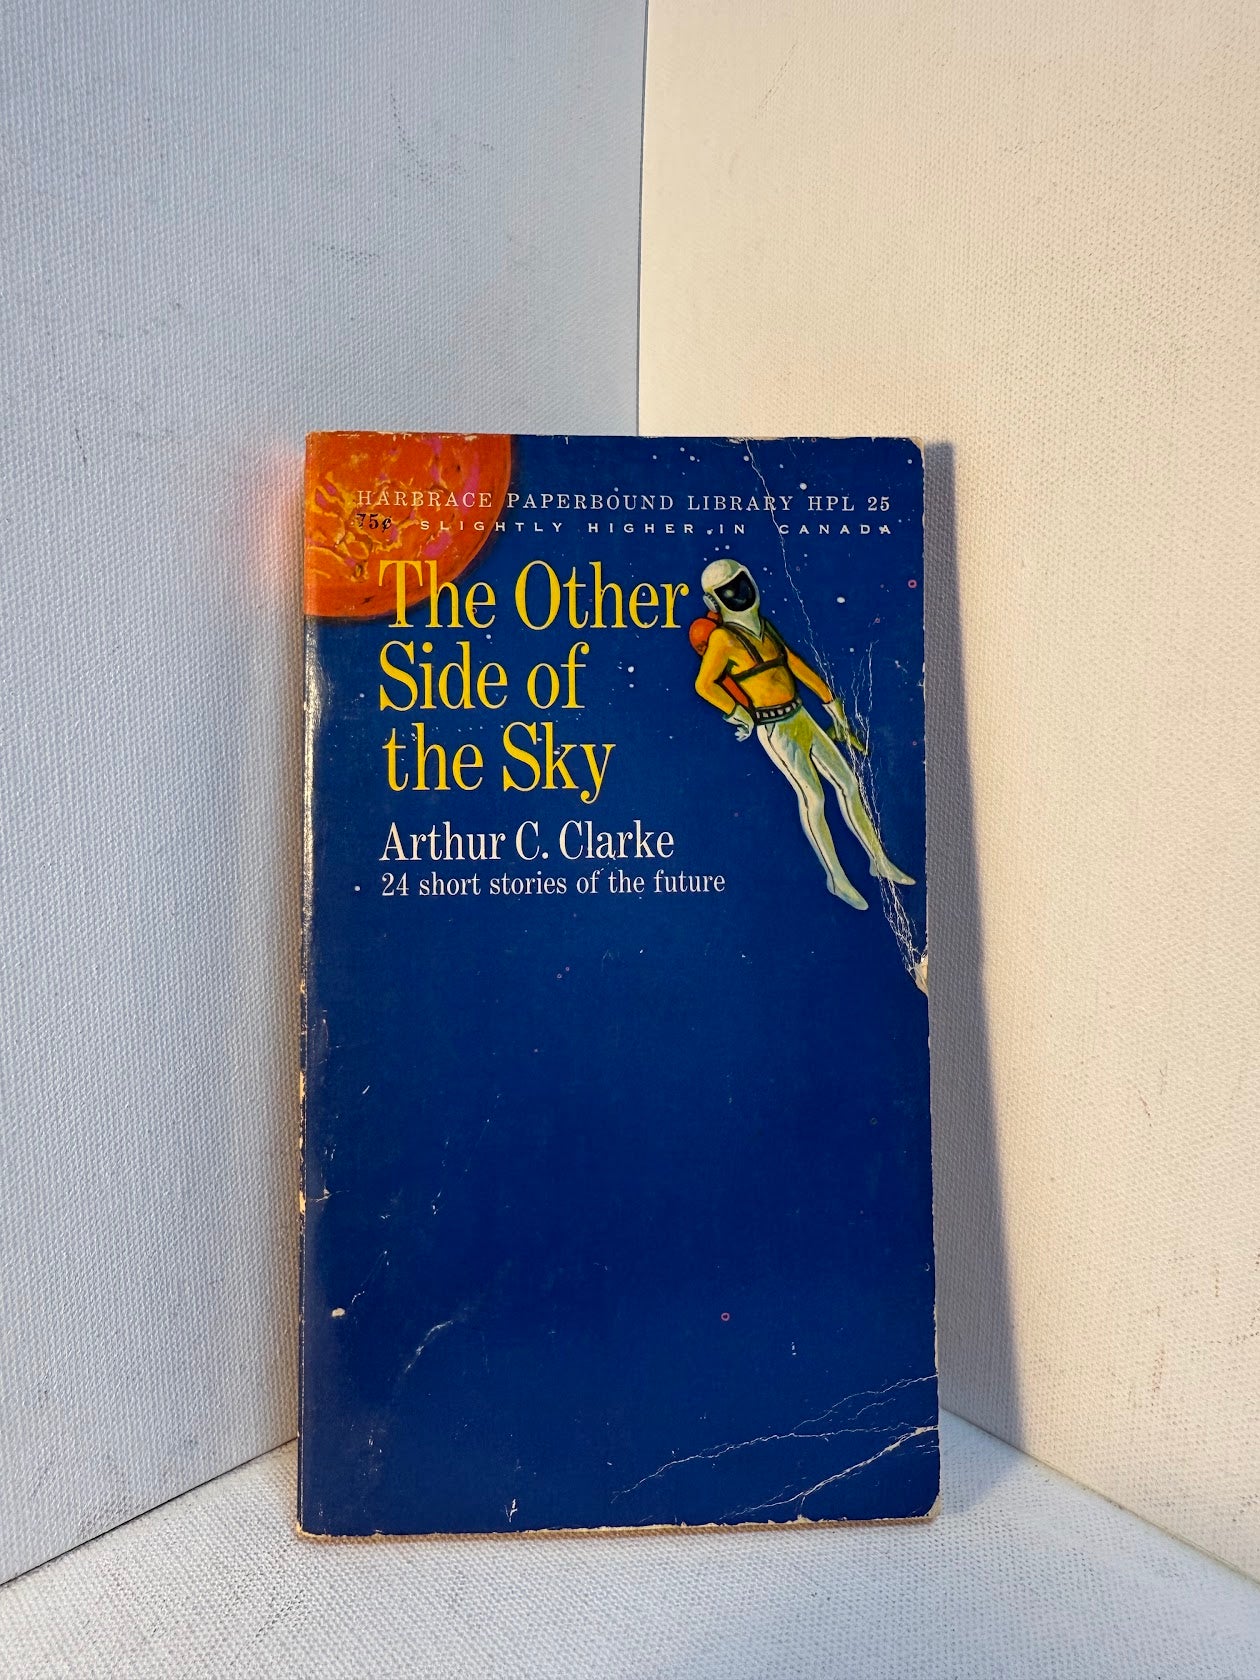 HARBRACE PAPERBOUND LIBRARY HPL 25
75¢ SLIGHTLY HIGHER IN CANADA
The Other
Side of
the Sky
Arthur C. Clarke
24 short stories of the future